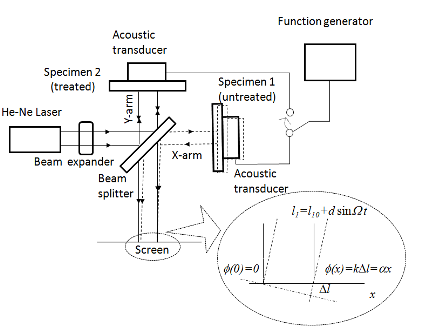 Function generator
Acoustic
transducer
Specimen 2
(treated)
Specimen 1
(untreated)
He-Ne Laser
Y-arm
Beam expander
X-arm
Beam
splitter
Acoustic
transducer
Screen
l₁=l₁₀+d sinΩt
ϕ(0)=0
ϕ(x)=kΔl=αx
Δl
x